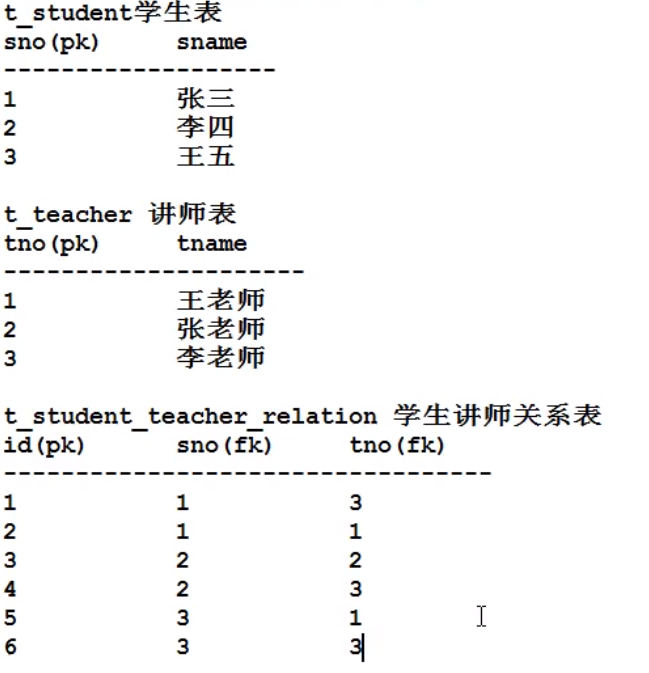 t_student学生表
sno(pk) sname
-------------------
1 张三
2 李四
3 王五
t_teacher 讲师表
tno(pk) tname
---------------------
1 王老师
2 张老师
3 李老师
t_student_teacher_relation 学生讲师关系表
id(pk) sno(fk) tno(fk)
----------------------------------
1 1 3
2 1 1
3 2 2
4 2 3
5 3 1
6 3 3